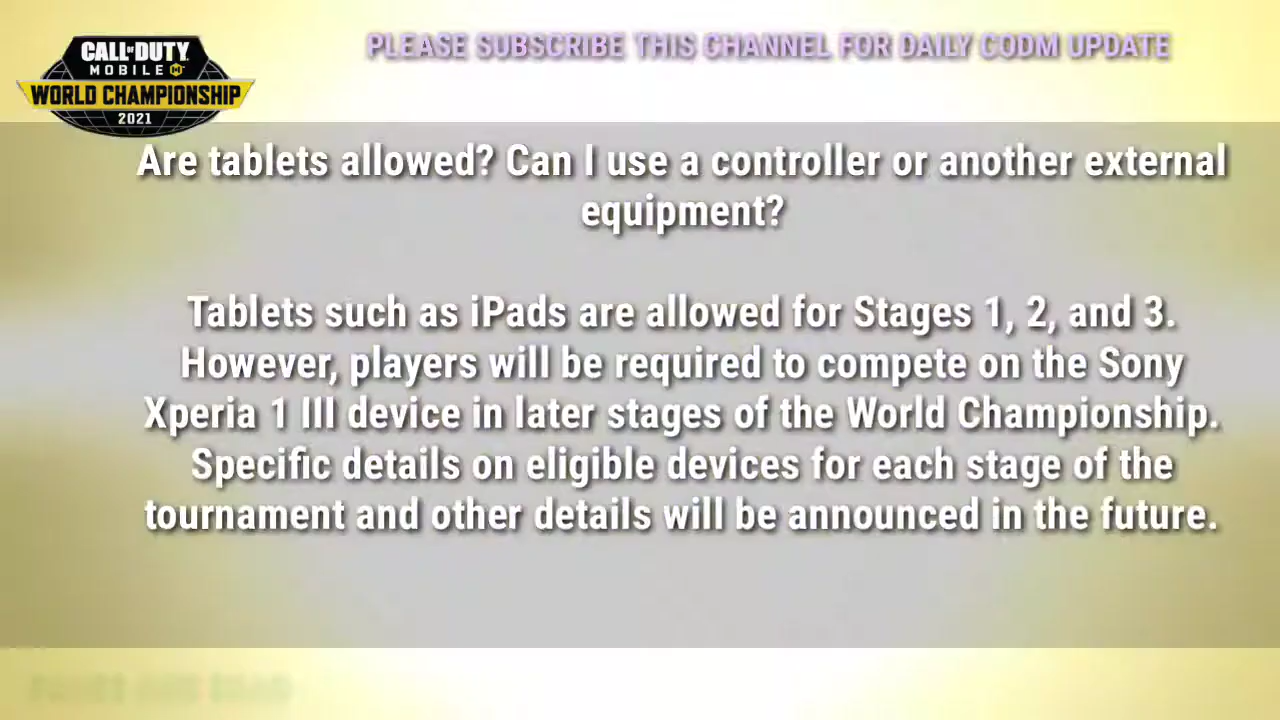 CALL OF DUTY
MOBILE
WORLD CHAMPIONSHIP
2021
PLEASE SUBSCRIBE THIS CHANNEL FOR DAILY CODM UPDATE
Are tablets allowed? Can I use a controller or another external
equipment?
Tablets such as iPads are allowed for Stages 1, 2, and 3.
However, players will be required to compete on the Sony
Xperia 1 III device in later stages of the World Championship.
Specific details on eligible devices for each stage of the
tournament and other details will be announced in the future.